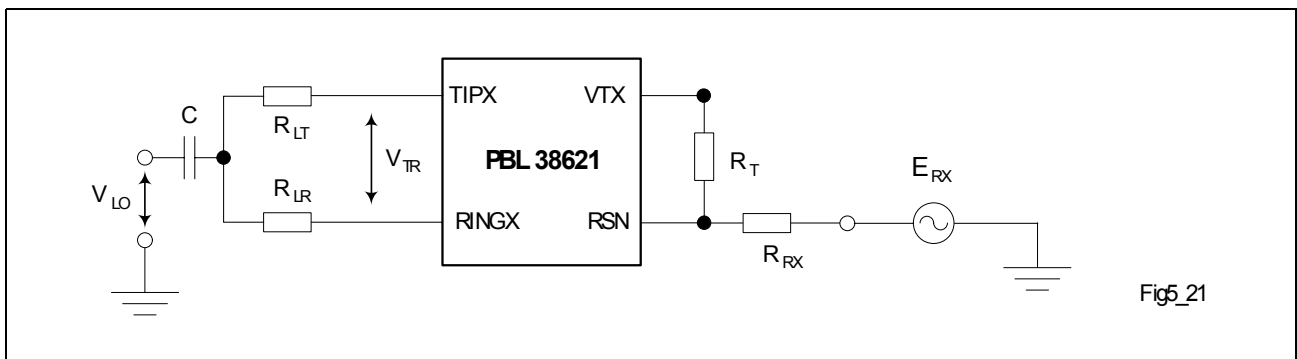 C
R LT
TIPX
VTX
V LO
V TR
PBL 38621
R T
R LR
RINGX
RSN
E RX
R RX
Fig5_21